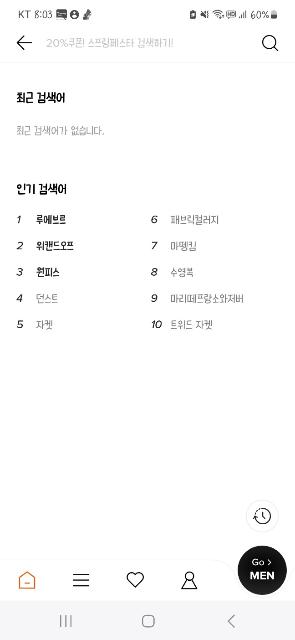 KT 8:03 60%
20%쿠폰! 스프링페스타 검색하기!
최근 검색어
최근 검색어가 없습니다.
인기 검색어
1 루에브르
2 위캔드오프
3 원피스
4 던스트
5 자켓
6 패브릭컬러지
7 마뗑킴
8 수영복
9 마리떼프랑소와저버
10 트위드 자켓
Go >
MEN